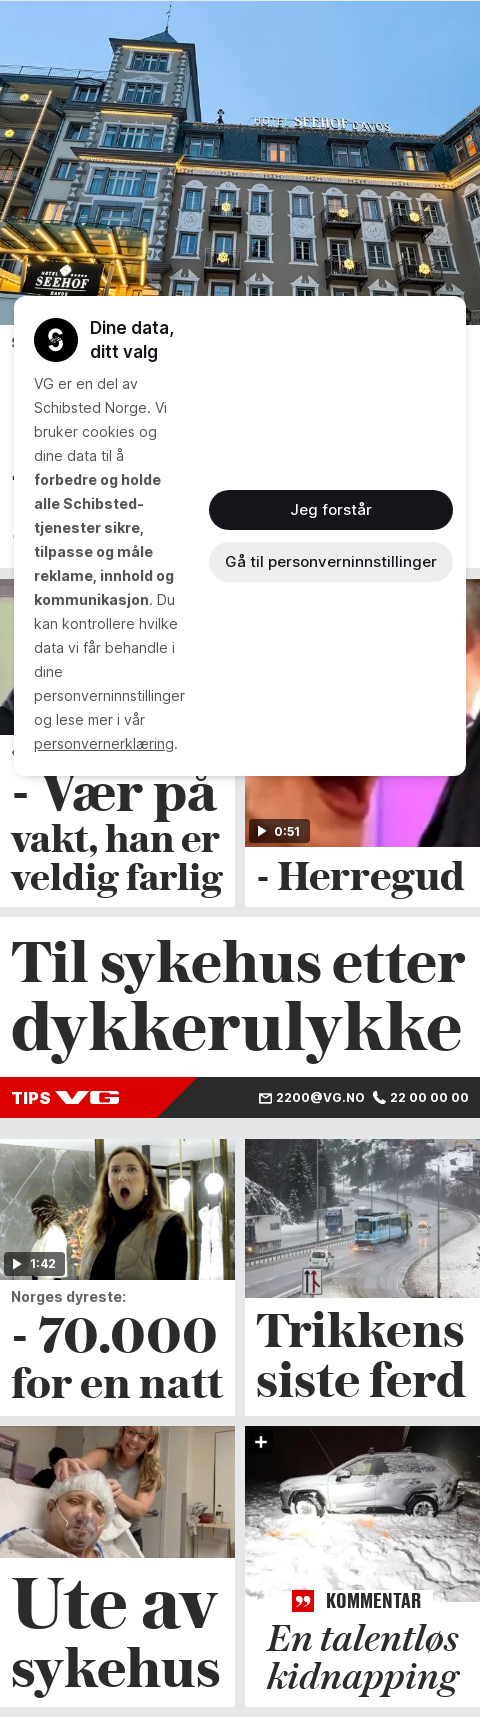 HOTEL SEEHOF DAVOS
HOTEL
SEEHOF
DAVOS
S
Dine data,
ditt valg
VG er en del av
Schibsted Norge. Vi
bruker cookies og
dine data til å
forbedre og holde
alle Schibsted-
tjenester sikre,
tilpasse og måle
reklame, innhold og
kommunikasjon. Du
kan kontrollere hvilke
data vi får behandle i
dine
personverninnstillinger
og lese mer i vår
personvernerklæring.
Jeg forstår
Gå til personverninnstillinger
- Vær på
vakt, han er
veldig farlig
0:51
- Herregud
Til sykehus etter
dykkerulykke
TIPS VG
2200@VG.NO 22 00 00 00
1:42
Norges dyreste:
- 70.000
for en natt
Trikkens
siste ferd
Ute av
sykehus
KOMMENTAR
En talentløs
kidnapping